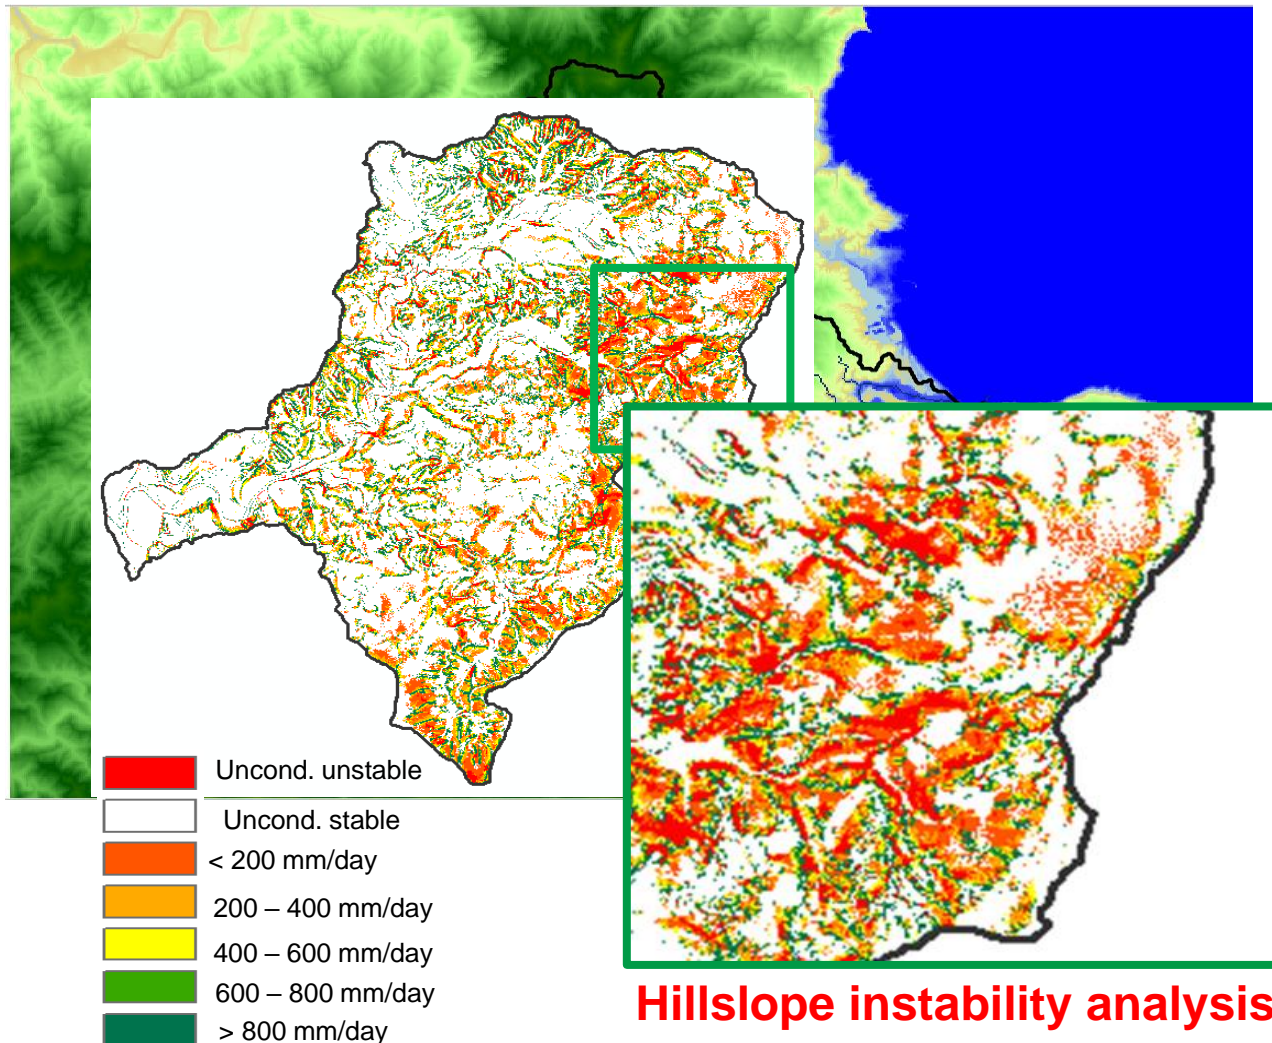 Uncond. unstable
Uncond. stable
< 200 mm/day
200 – 400 mm/day
400 – 600 mm/day
600 – 800 mm/day
> 800 mm/day
Hillslope instability analysis